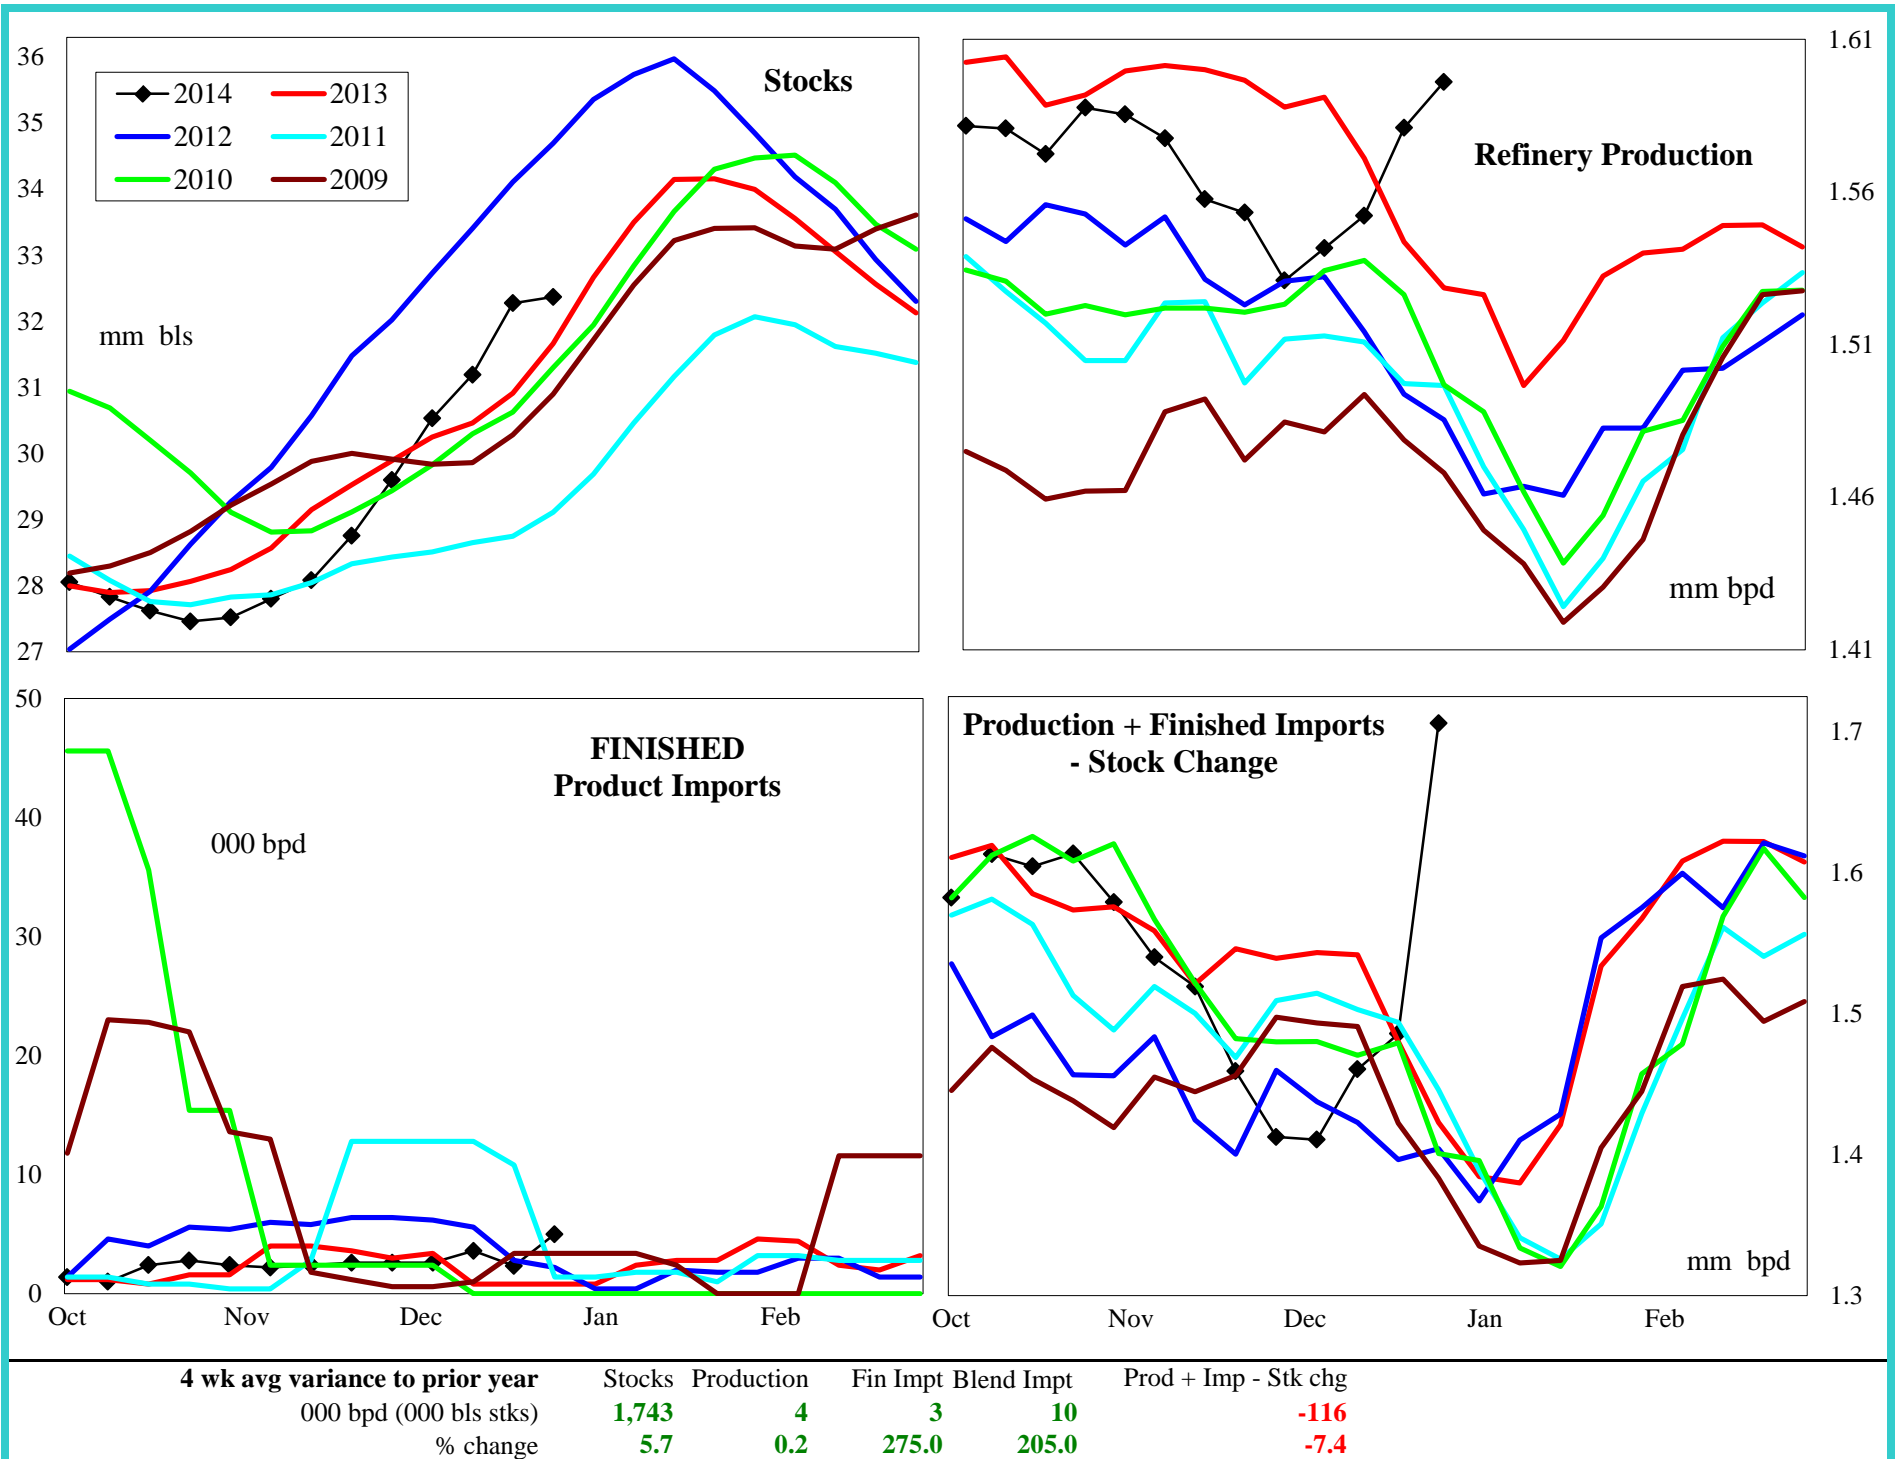 36
35
34
33
32
31
30
29
28
27
2014 2013
2012 2011
2010 2009
Stocks
mm bls
1.61
1.56
1.51
1.46
1.41
Refinery Production
mm bpd
50
40
30
20
10
0
FINISHED
Product Imports
000 bpd
Oct Nov Dec Jan Feb
Production + Finished Imports
- Stock Change
1.7
1.6
1.5
1.4
1.3
mm bpd
Oct Nov Dec Jan Feb
4 wk avg variance to prior year Stocks Production Fin Impt Blend Impt Prod + Imp - Stk chg
000 bpd (000 bls stks) 1,743 4 3 10 -116
% change 5.7 0.2 275.0 205.0 -7.4